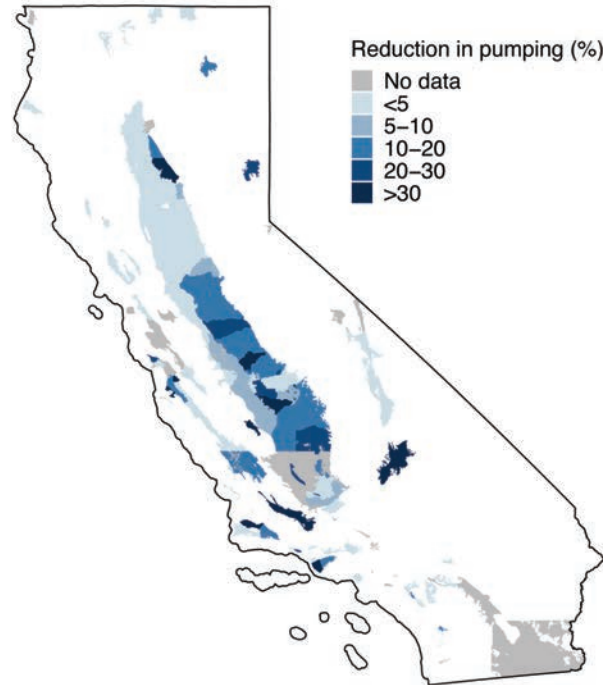 Reduction in pumping (%)
No data
<5
5–10
10–20
20–30
>30